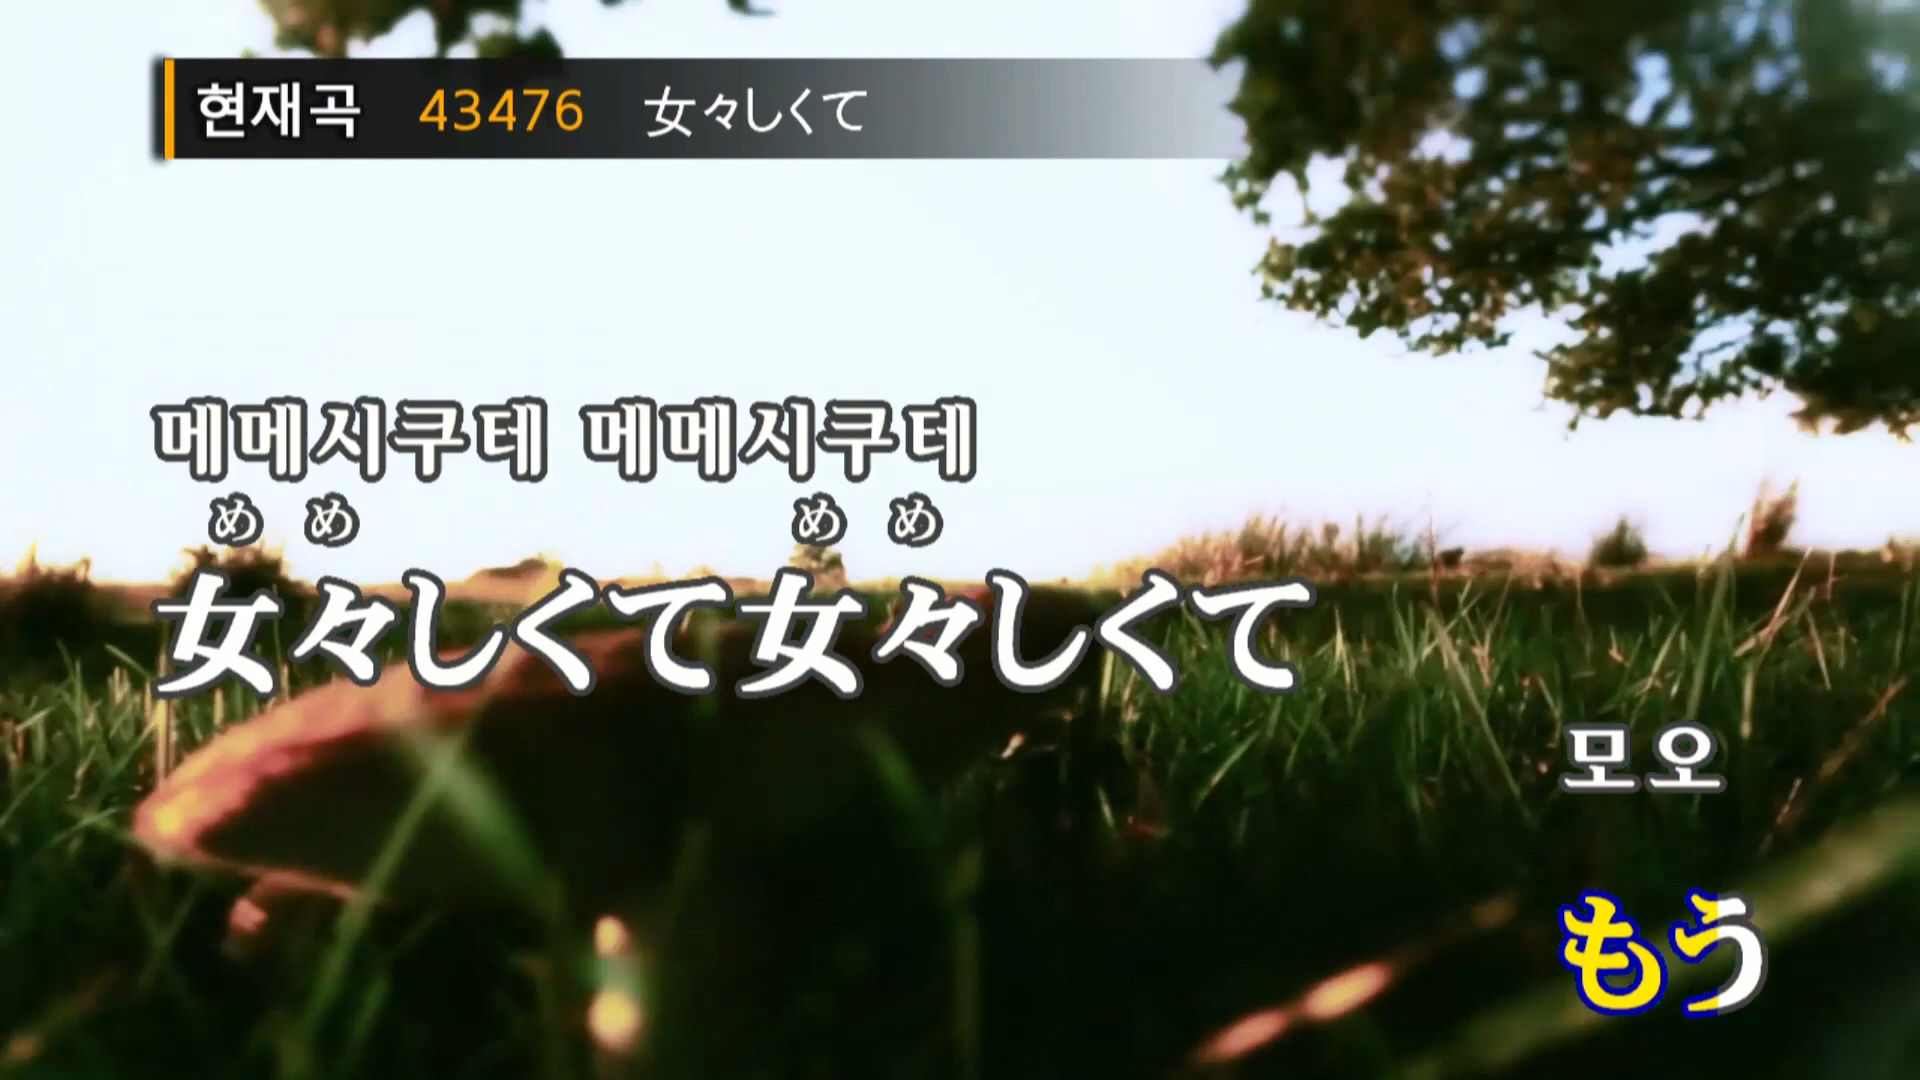 현재곡 43476 女々しくて
메메시쿠테 메메시쿠테
め め め め
女々しくて女々しくて
모오
もう